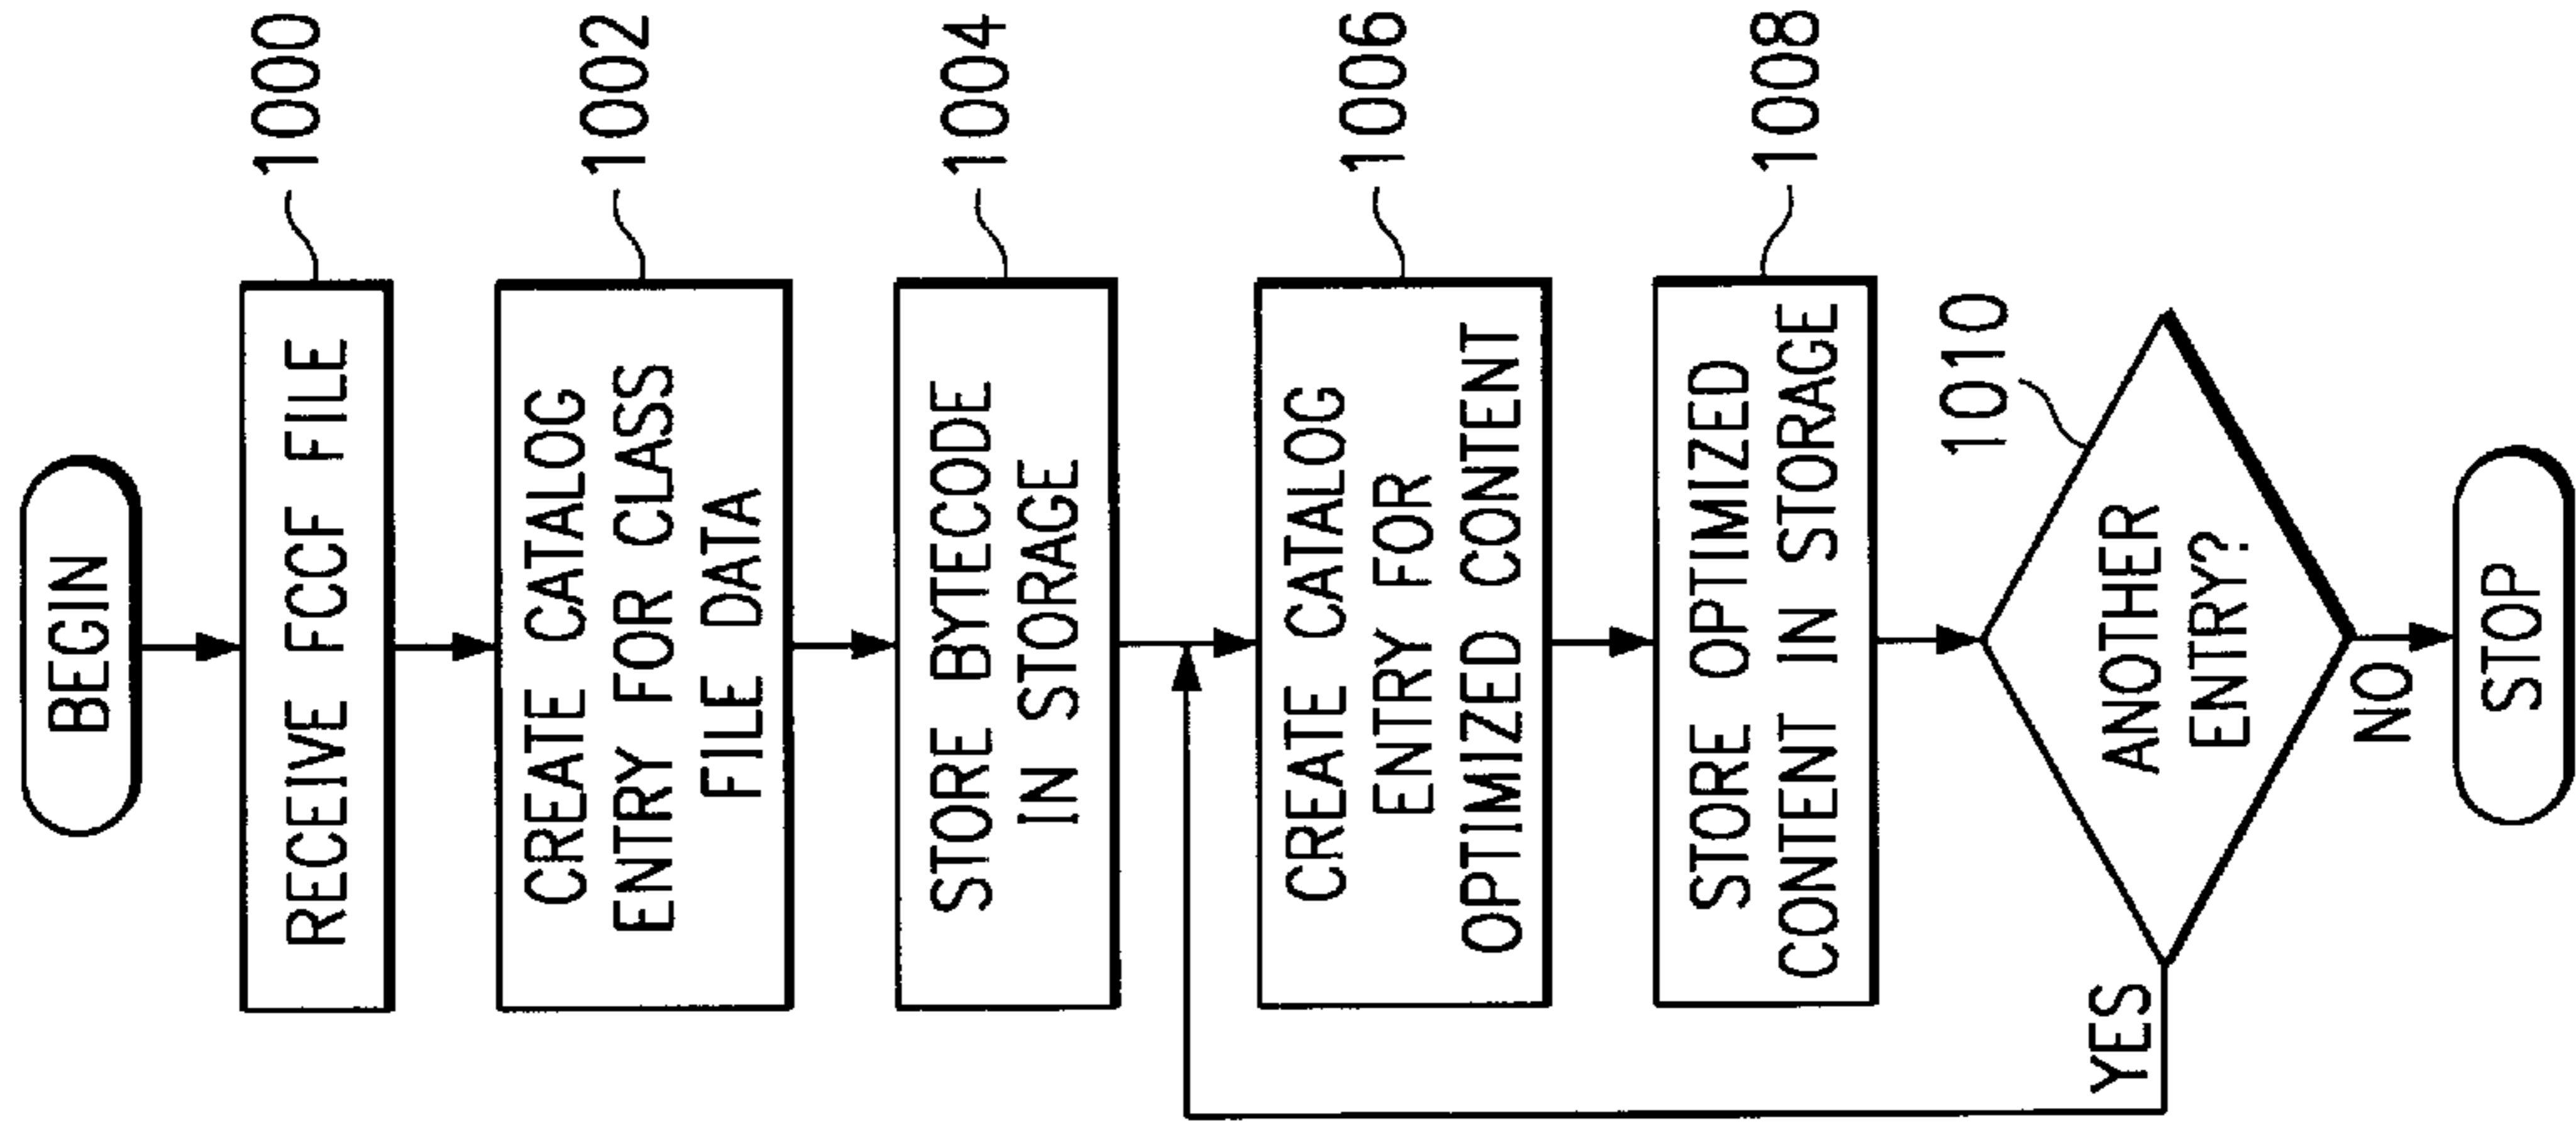 BEGIN
RECEIVE FCCF FILE
1000
CREATE CATALOG
ENTRY FOR CLASS
FILE DATA
1002
STORE BYTECODE
IN STORAGE
1004
CREATE CATALOG
ENTRY FOR
OPTIMIZED CONTENT
1006
STORE OPTIMIZED
CONTENT IN STORAGE
1008
ANOTHER
ENTRY?
1010
YES
NO
STOP